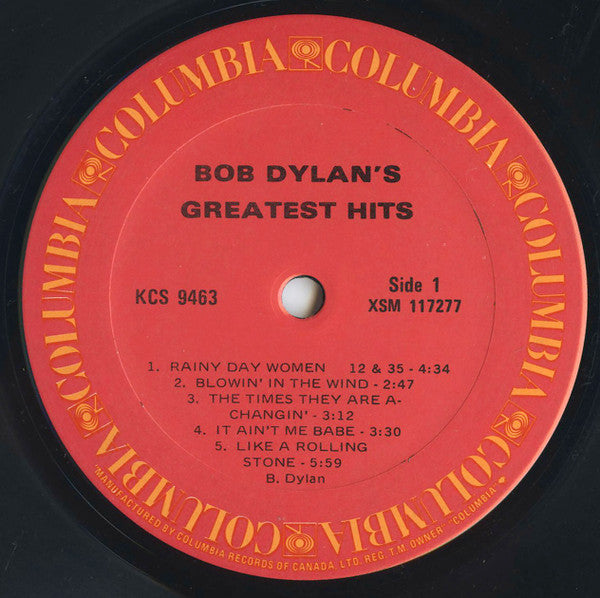 COLUMBIA COLUMBIA COLUMBIA COLUMBIA COLUMBIA COLUMBIA
BOB DYLAN'S
GREATEST HITS
KCS 9463
Side 1
XSM 117277
1. RAINY DAY WOMEN 12 & 35 - 4:34
2. BLOWIN' IN THE WIND - 2:47
3. THE TIMES THEY ARE A-
CHANGIN' - 3:12
4. IT AIN'T ME BABE - 3:30
5. LIKE A ROLLING
STONE - 5:59
B. Dylan
"MANUFACTURED BY COLUMBIA RECORDS OF CANADA, LTD. REG. T.M. OWNER" "COLUMBIA"